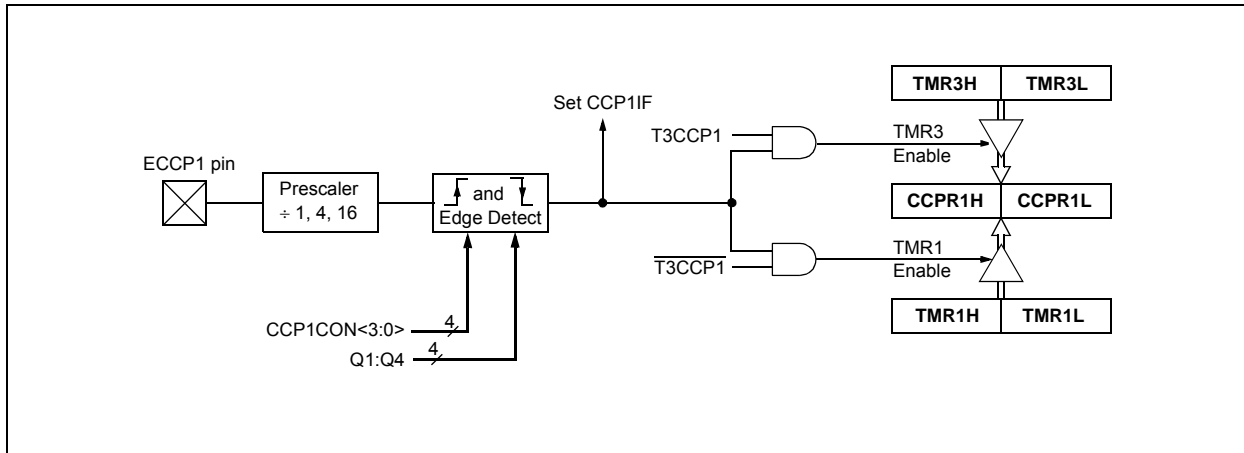 TMR3H TMR3L
Set CCP1IF
T3CCP1
TMR3
Enable
ECCP1 pin
Prescaler
÷ 1, 4, 16
and
Edge Detect
CCPR1H CCPR1L
T3CCP1
TMR1
Enable
TMR1H TMR1L
CCP1CON<3:0>
4
Q1:Q4
4